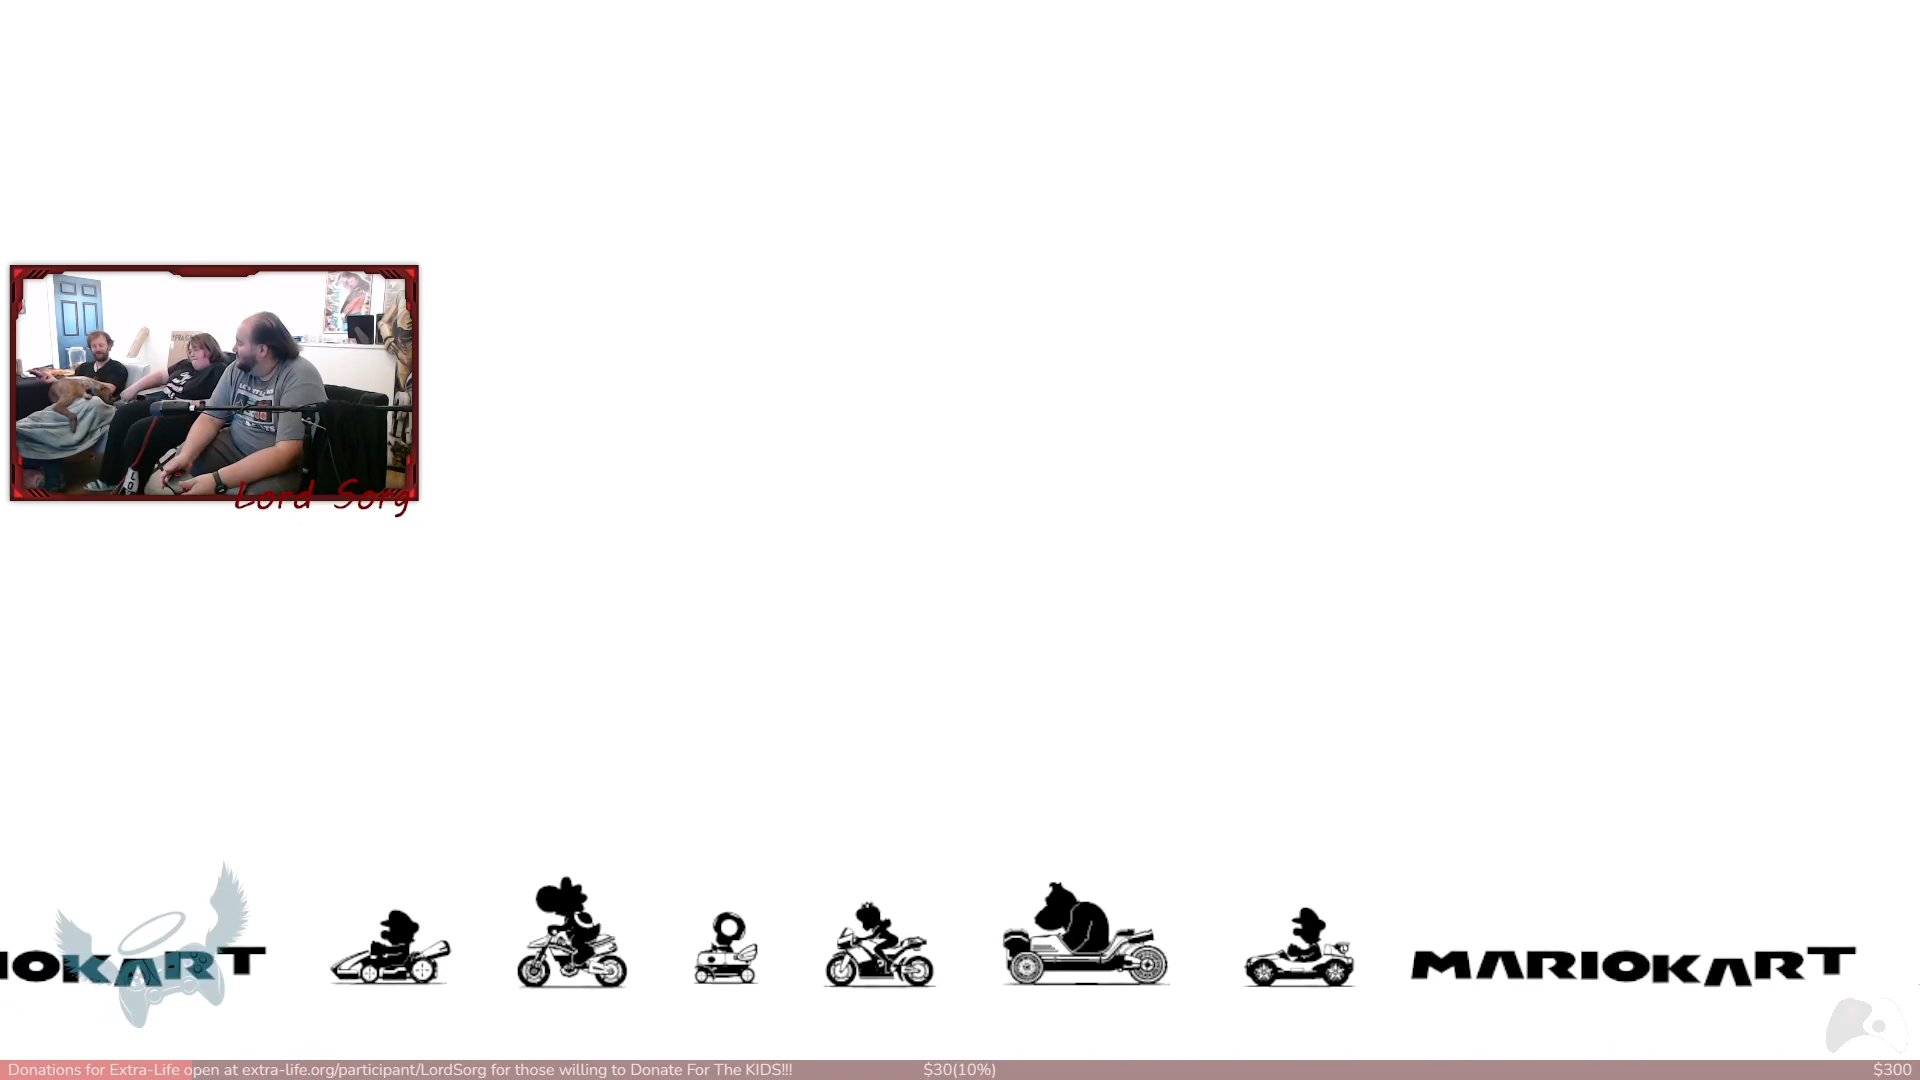 Lord Sorg
MARIOKART
Donations for Extra-Life open at extra-life.org/participant/LordSorg for those willing to Donate For The KIDS!!! $30(10%) $300